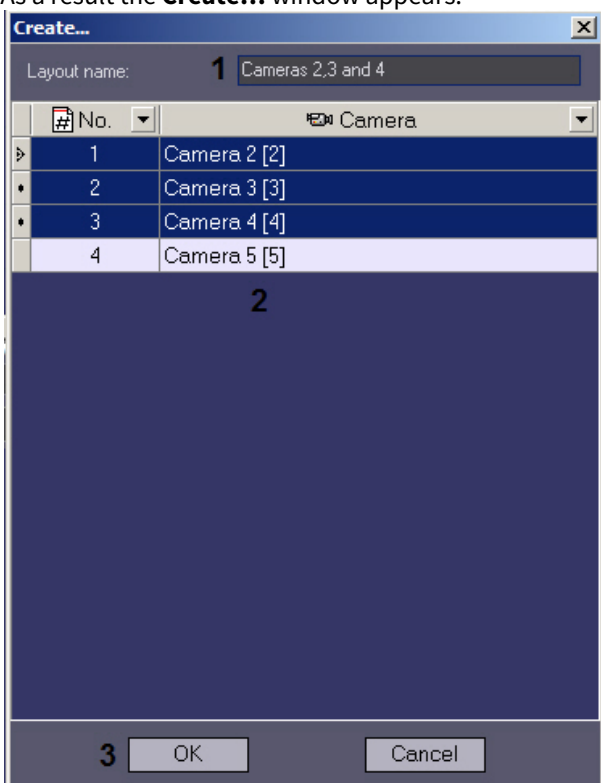 As a result the Create... window appears.
Create...
Layout name: 1 Cameras 2,3 and 4
# No. Camera
1 Camera 2 [2]
2 Camera 3 [3]
3 Camera 4 [4]
4 Camera 5 [5]
2
3 OK Cancel